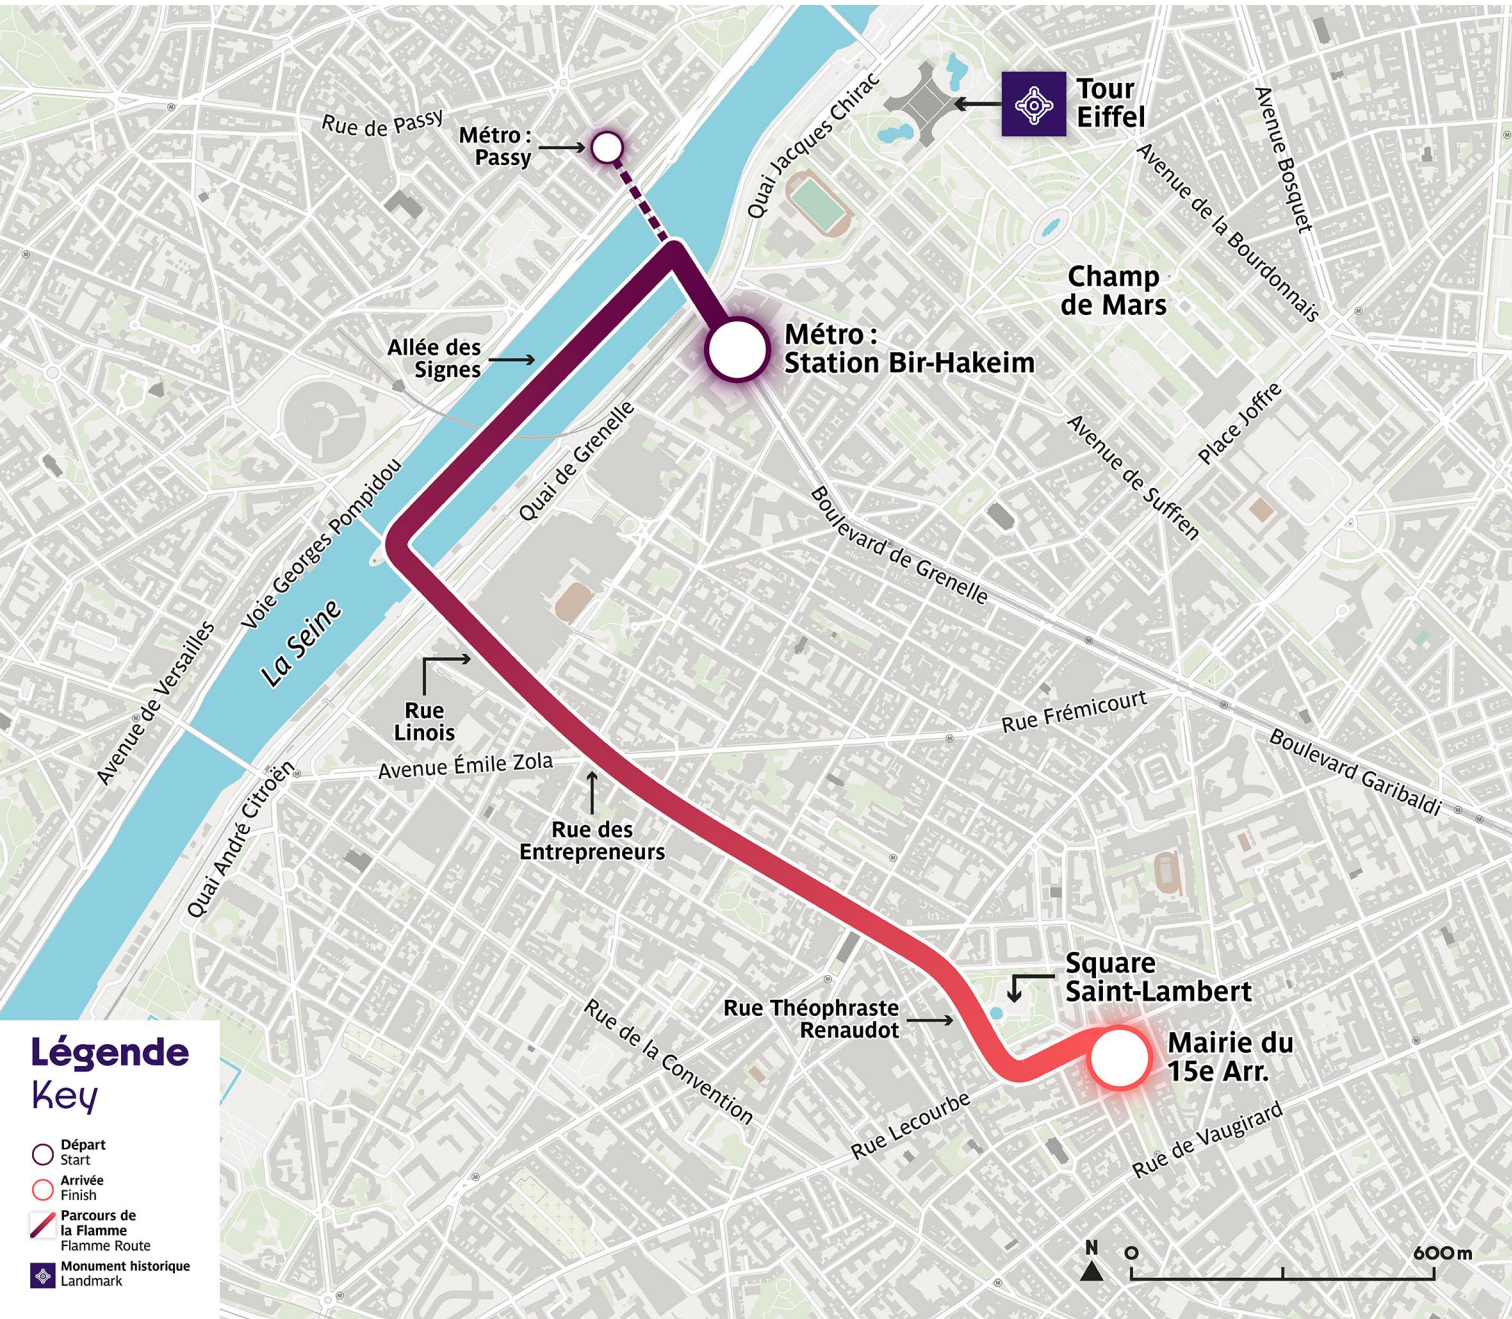 Tour
Eiffel
Avenue Bosquet
Quai Jacques Chirac
Rue de Passy
Métro :
Passy
Avenue de la Bourdonnais
Champ
de Mars
Métro :
Station Bir-Hakeim
Allée des
Signes
Place Joffre
Quai de Grenelle
Avenue de Suffren
Voie Georges Pompidou
Boulevard de Grenelle
La Seine
Avenue de Versailles
Rue
Linois
Rue Frémicourt
Avenue Émile Zola
Boulevard Garibaldi
Quai André Citroën
Rue des
Entrepreneurs
Square
Saint-Lambert
Rue Théophraste
Renaudot
Rue de la Convention
Mairie du
15e Arr.
Rue Lecourbe
Rue de Vaugirard
Légende
Key
Départ
Start
Arrivée
Finish
Parcours de
la Flamme
Flamme Route
Monument historique
Landmark
N 0 600m